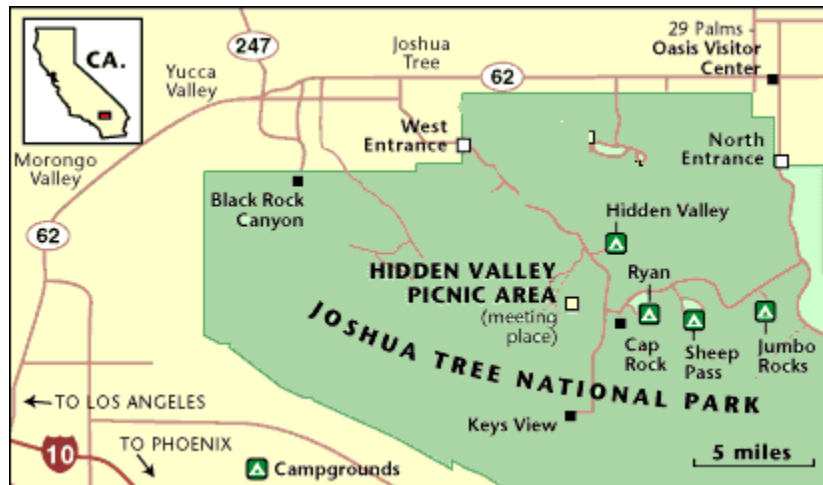 CA.
247
Joshua
Tree
62
29 Palms -
Oasis Visitor
Center
Yucca
Valley
West
Entrance
North
Entrance
Morongo
Valley
Black Rock
Canyon
62
Hidden Valley
HIDDEN VALLEY
PICNIC AREA
(meeting
place)
Ryan
Cap
Rock
Sheep
Pass
Jumbo
Rocks
JOSHUA TREE NATIONAL PARK
TO LOS ANGELES
Keys View
TO PHOENIX
10
Campgrounds
5 miles